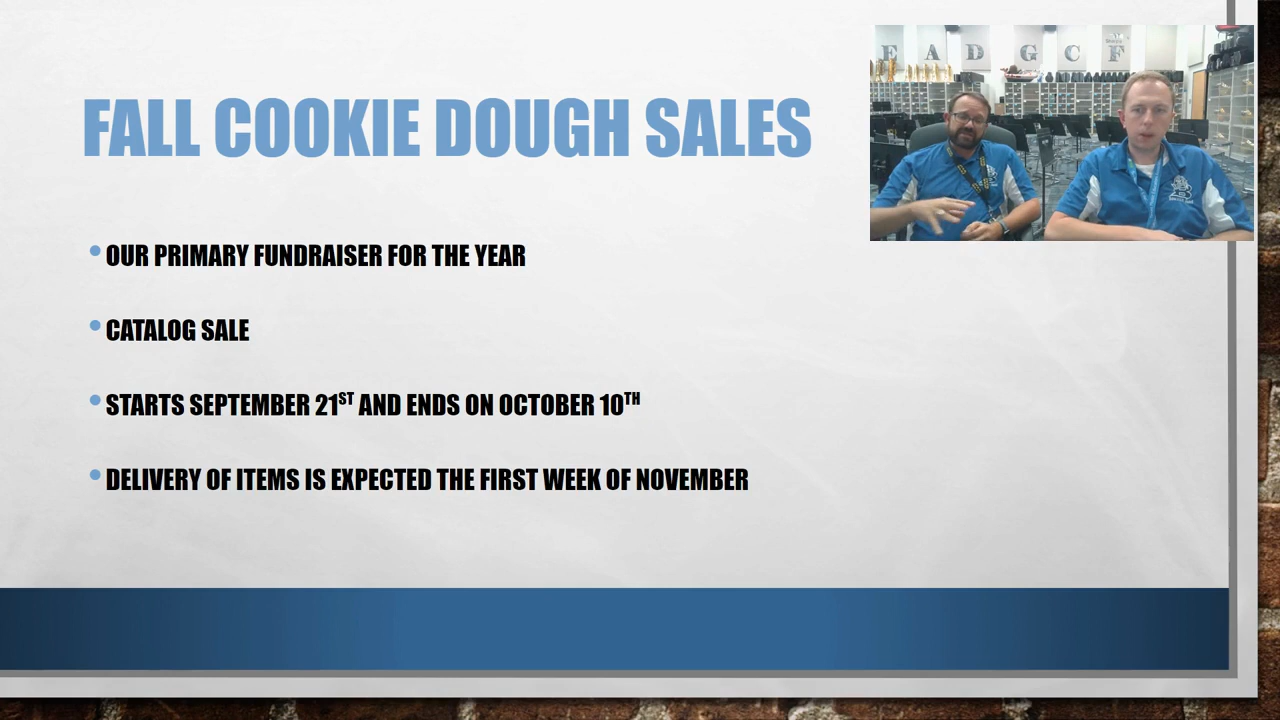 FALL COOKIE DOUGH SALES
E A D G C F
OUR PRIMARY FUNDRAISER FOR THE YEAR
CATALOG SALE
STARTS SEPTEMBER 21ST AND ENDS ON OCTOBER 10TH
DELIVERY OF ITEMS IS EXPECTED THE FIRST WEEK OF NOVEMBER